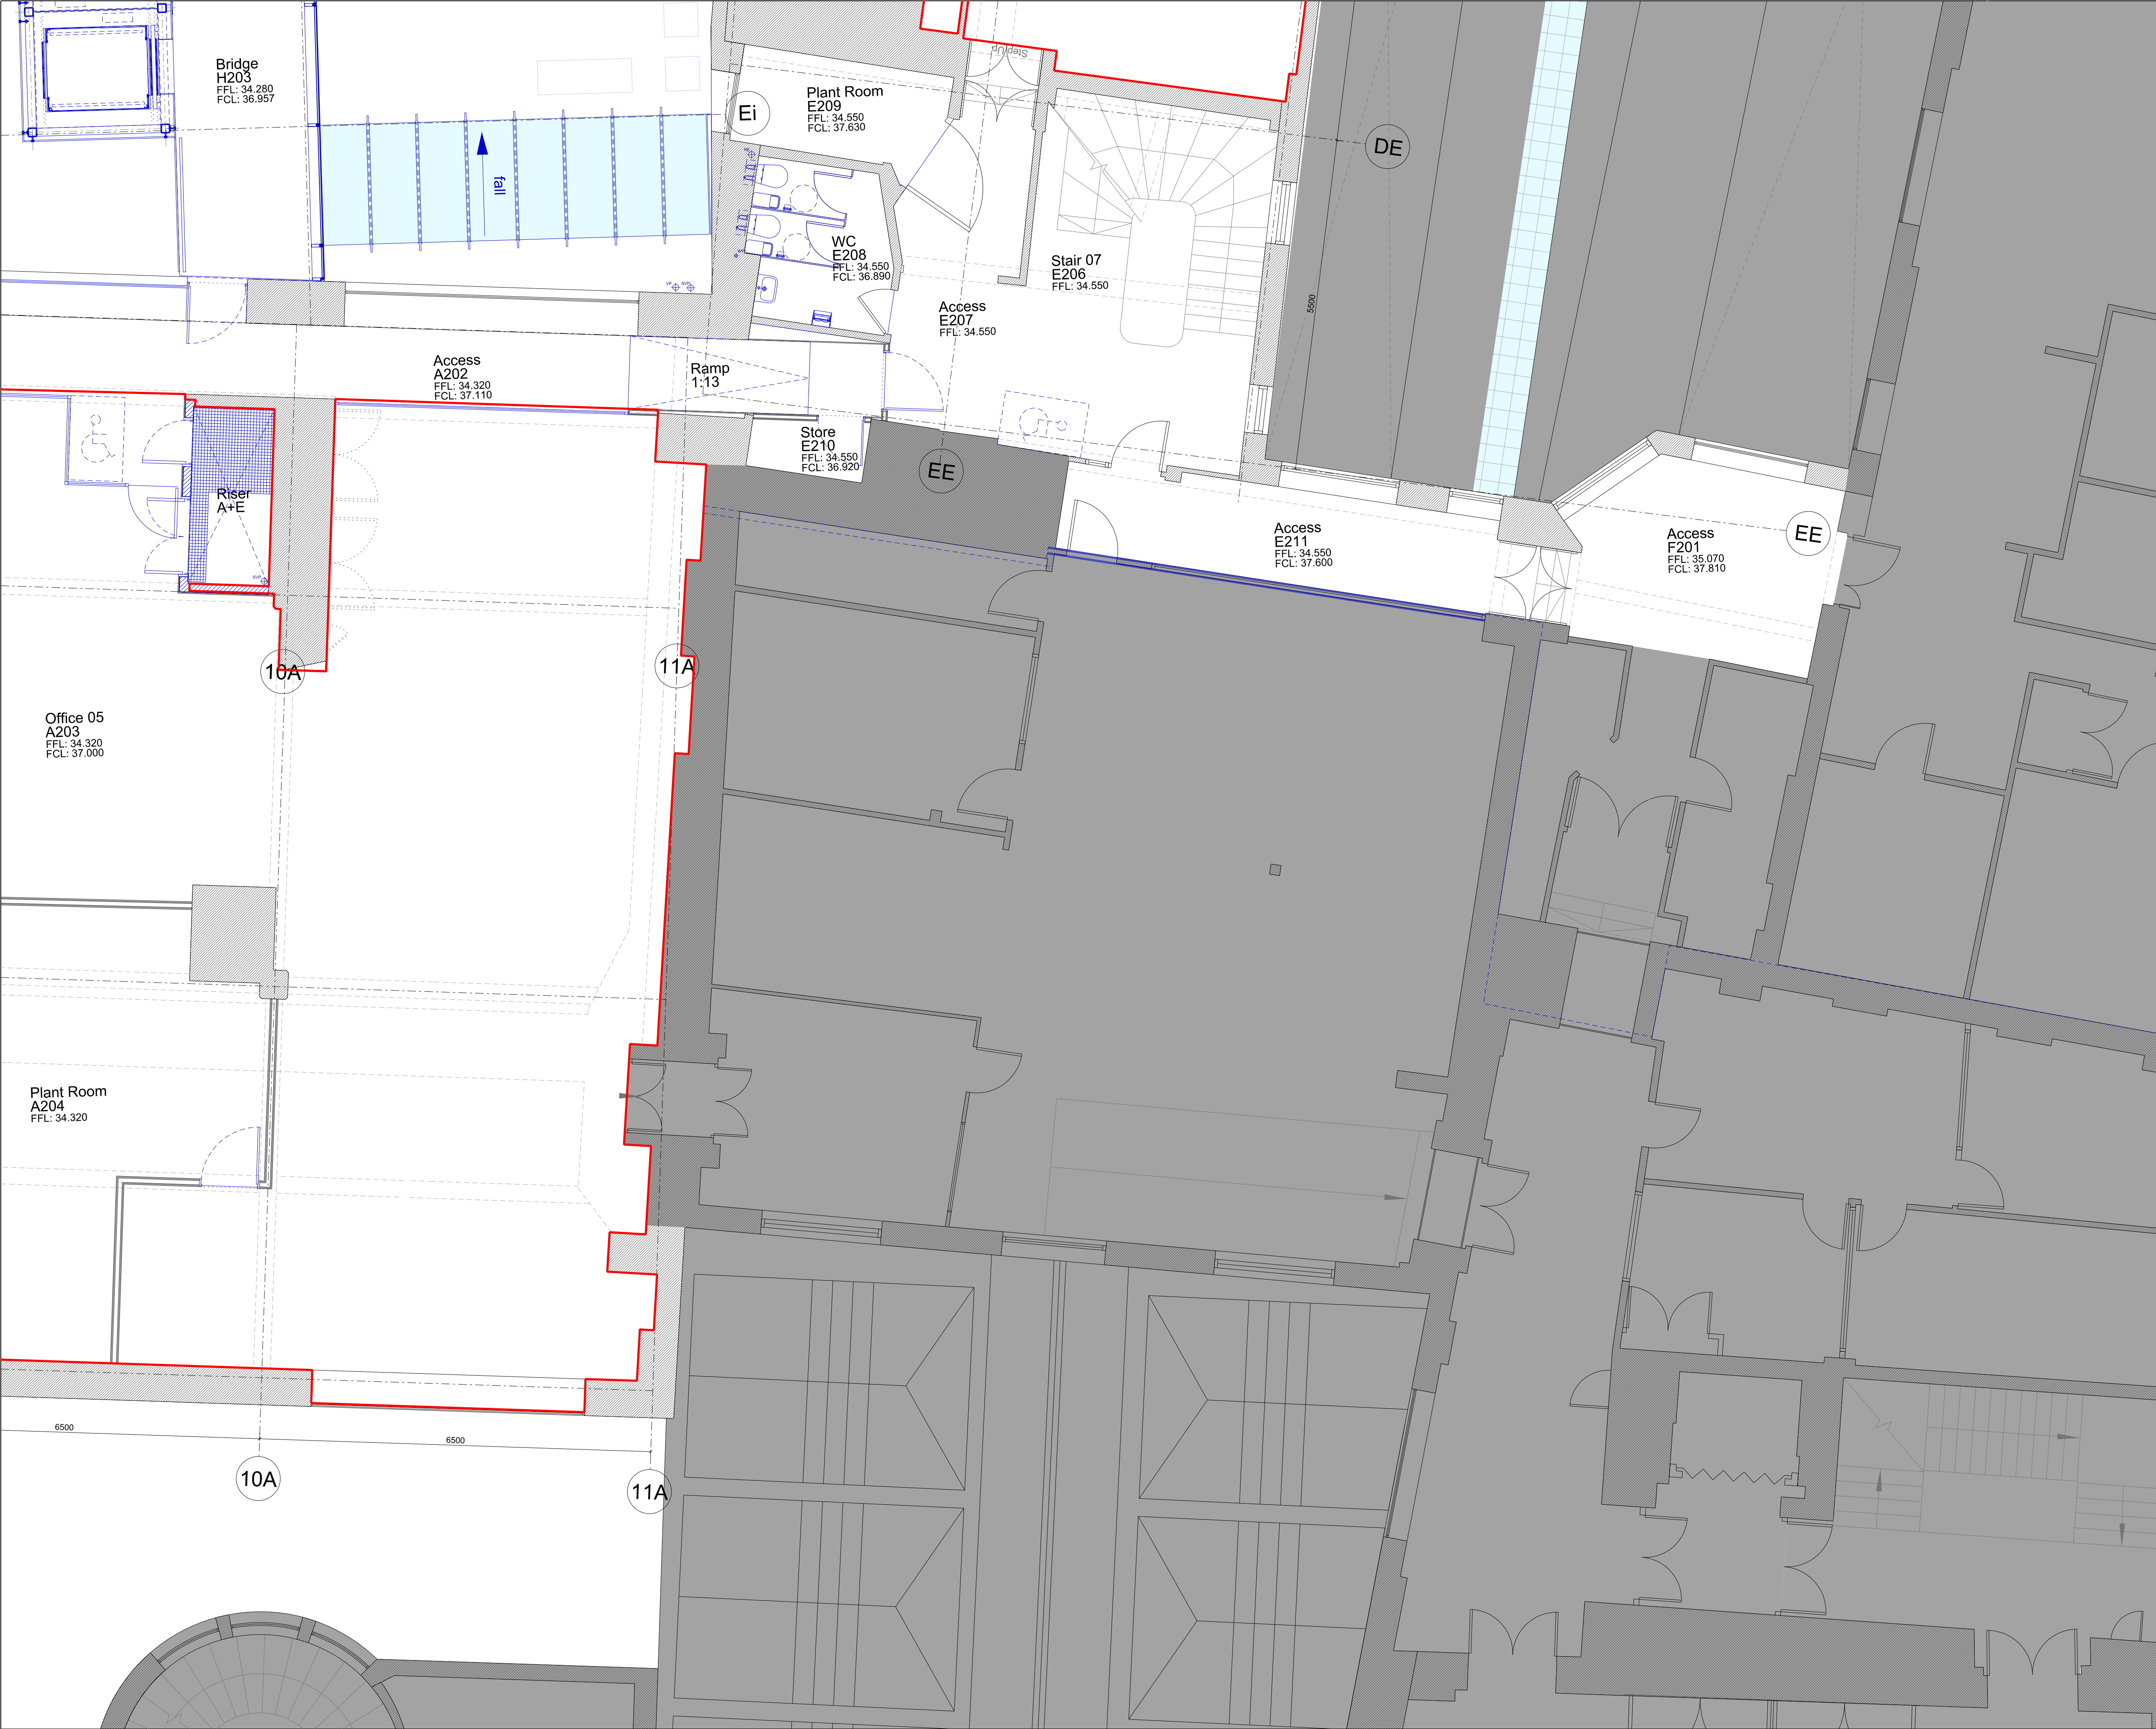 Step Up
Bridge
H203
FFL: 34.280
FCL: 36.957
fall
Ei
Plant Room
E209
FFL: 34.550
FCL: 37.630
DE
WC
E208
FFL: 34.550
FCL: 36.890
Stair 07
E206
FFL: 34.550
Access
E207
FFL: 34.550
5500
VP
SVP
Access
A202
FFL: 34.320
FCL: 37.110
Ramp
1:13
Store
E210
FFL: 34.550
FCL: 36.920
EE
Riser
A+E
SVP
Access
E211
FFL: 34.550
FCL: 37.600
Access
F201
FFL: 35.070
FCL: 37.810
EE
10A
11A
Office 05
A203
FFL: 34.320
FCL: 37.000
Plant Room
A204
FFL: 34.320
6500
6500
10A
11A